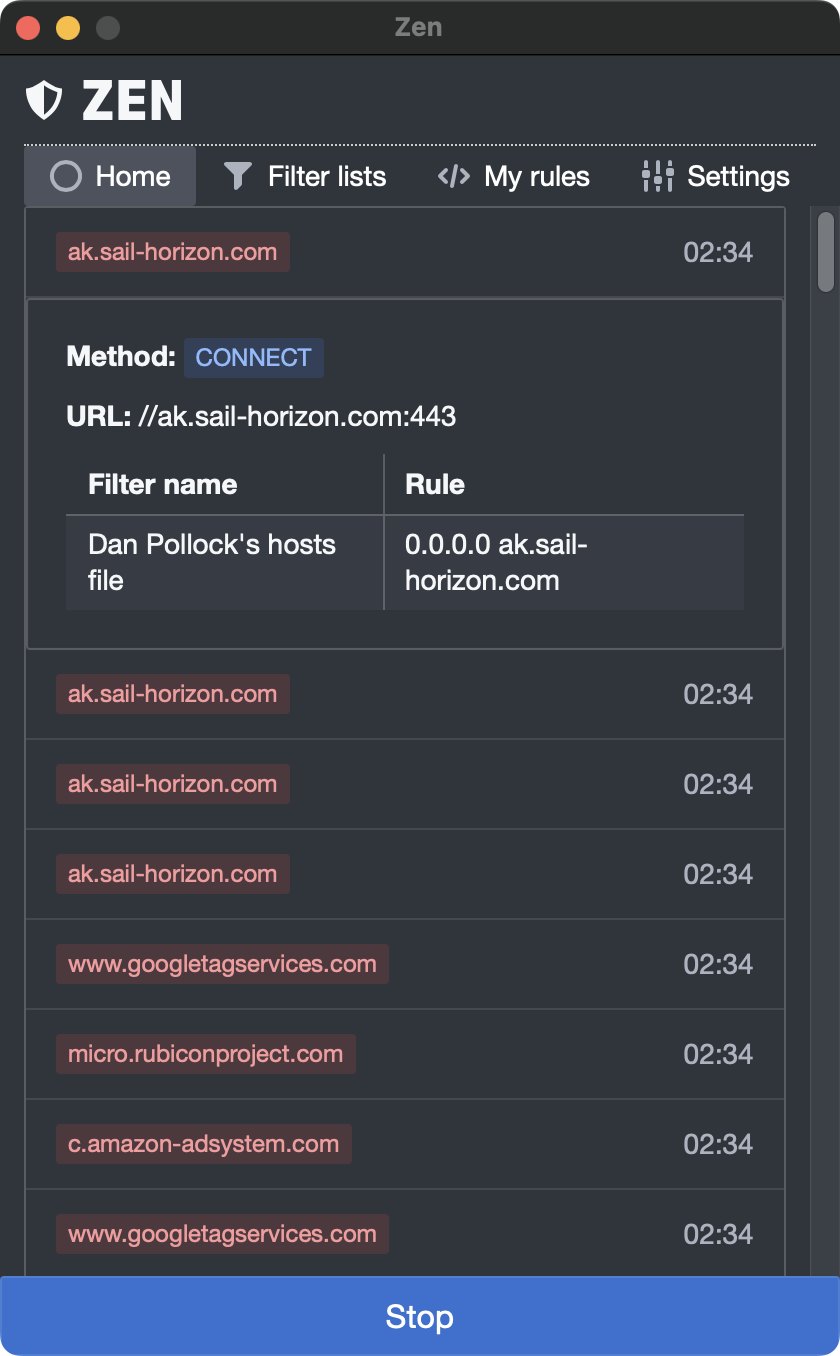 Zen
ZEN
Home Filter lists My rules Settings
ak.sail-horizon.com 02:34
Method: CONNECT
URL: //ak.sail-horizon.com:443
Filter name Rule
Dan Pollock's hosts 0.0.0.0 ak.sail-
file horizon.com
ak.sail-horizon.com 02:34
ak.sail-horizon.com 02:34
ak.sail-horizon.com 02:34
www.googletagservices.com 02:34
micro.rubiconproject.com 02:34
c.amazon-adsystem.com 02:34
www.googletagservices.com 02:34
Stop